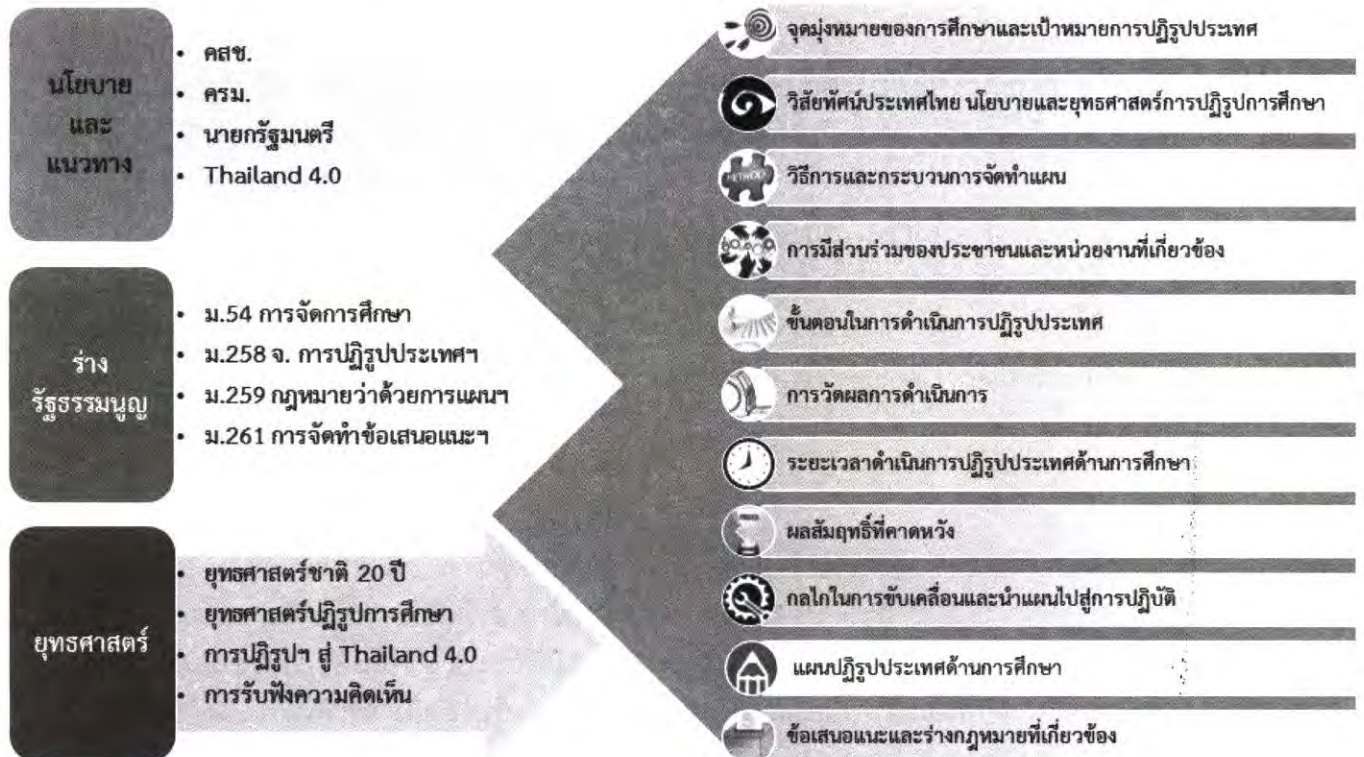 นโยบาย
และ
แนวทาง
• คสช.
• ครม.
• นายกรัฐมนตรี
• Thailand 4.0
ร่าง
รัฐธรรมนูญ
• ม.54 การจัดการศึกษา
• ม.258 จ. การปฏิรูปประเทศฯ
• ม.259 กฎหมายว่าด้วยการแผนฯ
• ม.261 การจัดทำข้อเสนอแนะฯ
ยุทธศาสตร์
• ยุทธศาสตร์ชาติ 20 ปี
• ยุทธศาสตร์ปฏิรูปการศึกษา
• การปฏิรูปฯ สู่ Thailand 4.0
• การรับฟังความคิดเห็น
จุดมุ่งหมายของการศึกษาและเป้าหมายการปฏิรูปประเทศ
วิสัยทัศน์ประเทศไทย นโยบายและยุทธศาสตร์การปฏิรูปการศึกษา
วิธีการและกระบวนการจัดทำแผน
การมีส่วนร่วมของประชาชนและหน่วยงานที่เกี่ยวข้อง
ขั้นตอนในการดำเนินการปฏิรูปประเทศ
การวัดผลการดำเนินการ
ระยะเวลาดำเนินการปฏิรูปประเทศด้านการศึกษา
ผลสัมฤทธิ์ที่คาดหวัง
กลไกในการขับเคลื่อนและนำแผนไปสู่การปฏิบัติ
แผนปฏิรูปประเทศด้านการศึกษา
ข้อเสนอแนะและร่างกฎหมายที่เกี่ยวข้อง